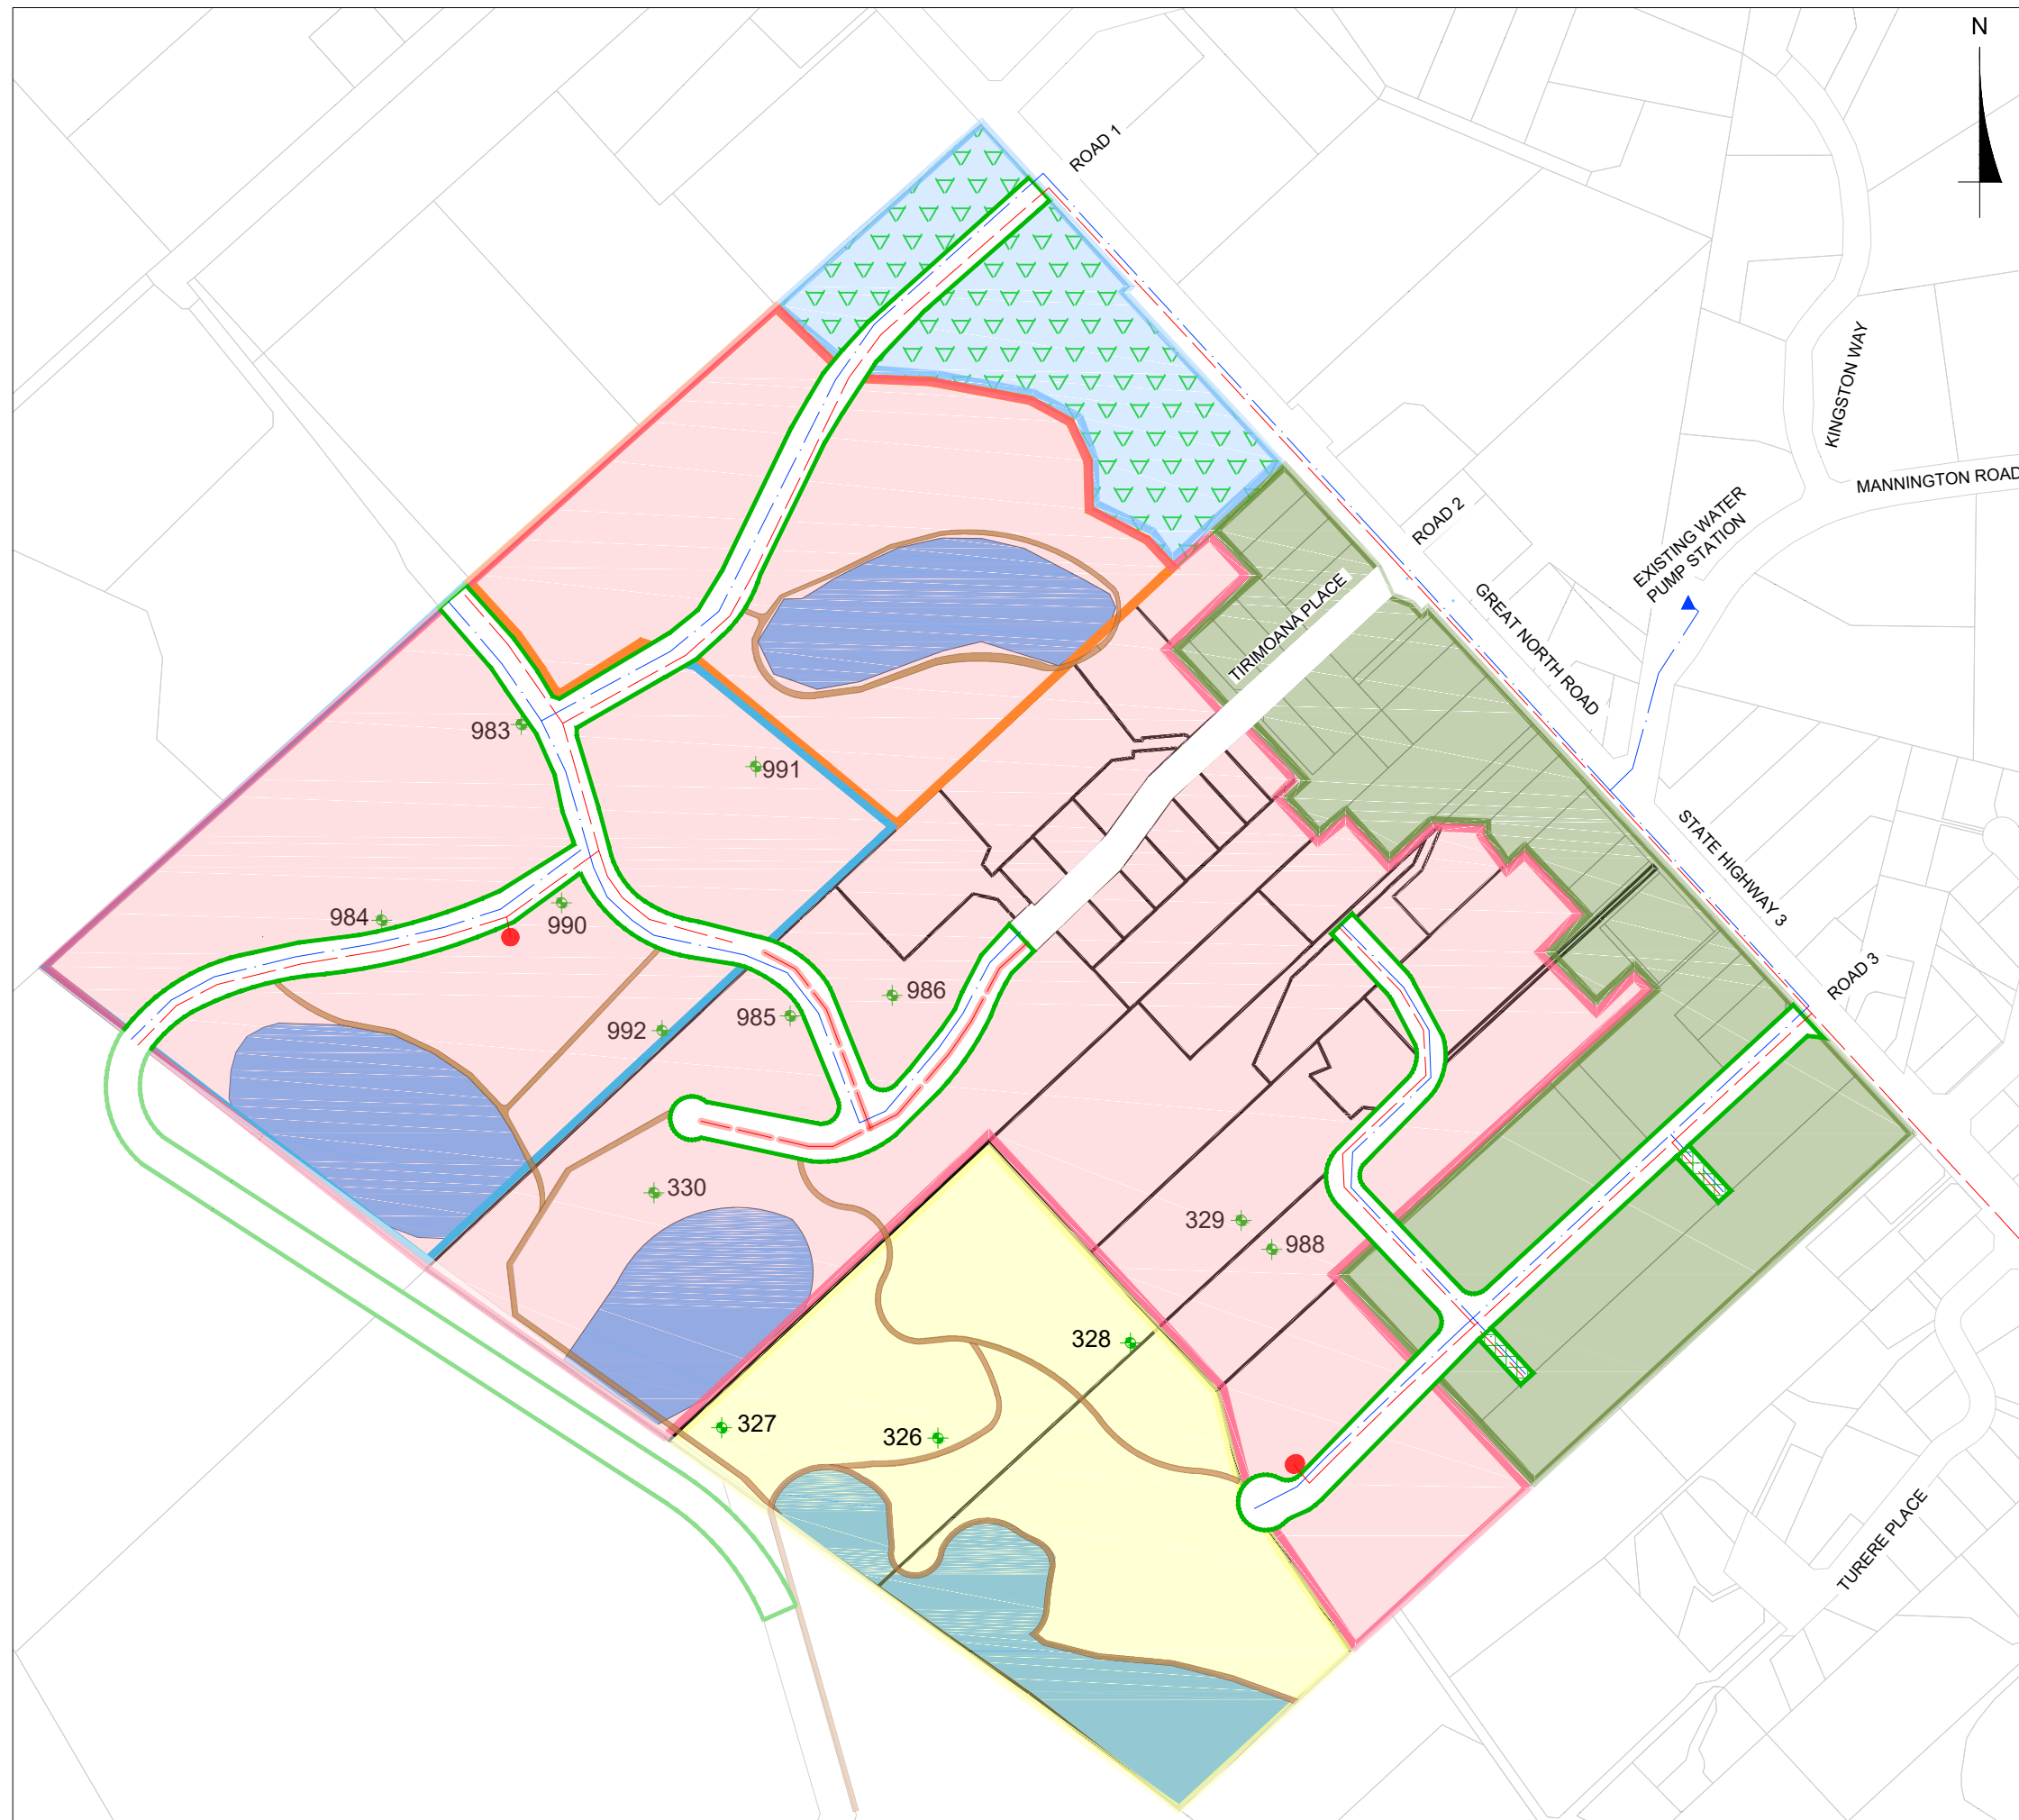 N
ROAD 1
KINGSTON WAY
MANNINGTON ROAD
ROAD 2
EXISTING WATER
PUMP STATION
TIRIMOANA PLACE
GREAT NORTH ROAD
983
991
STATE HIGHWAY 3
984
990
ROAD 3
986
985
992
330
329
988
328
327
326
TURERE PLACE